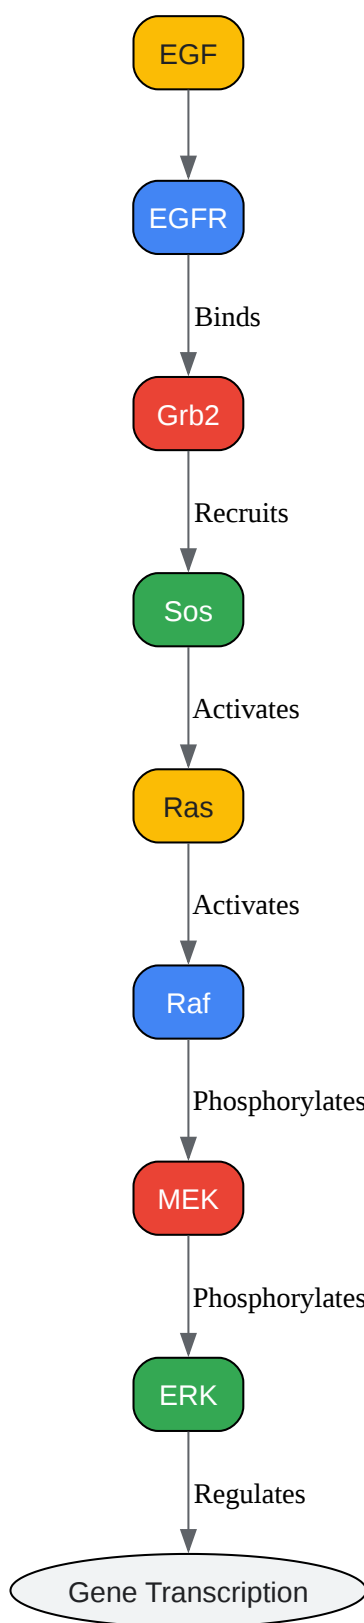 EGF
EGFR
Binds
Grb2
Recruits
Sos
Activates
Ras
Activates
Raf
Phosphorylates
MEK
Phosphorylates
ERK
Regulates
Gene Transcription